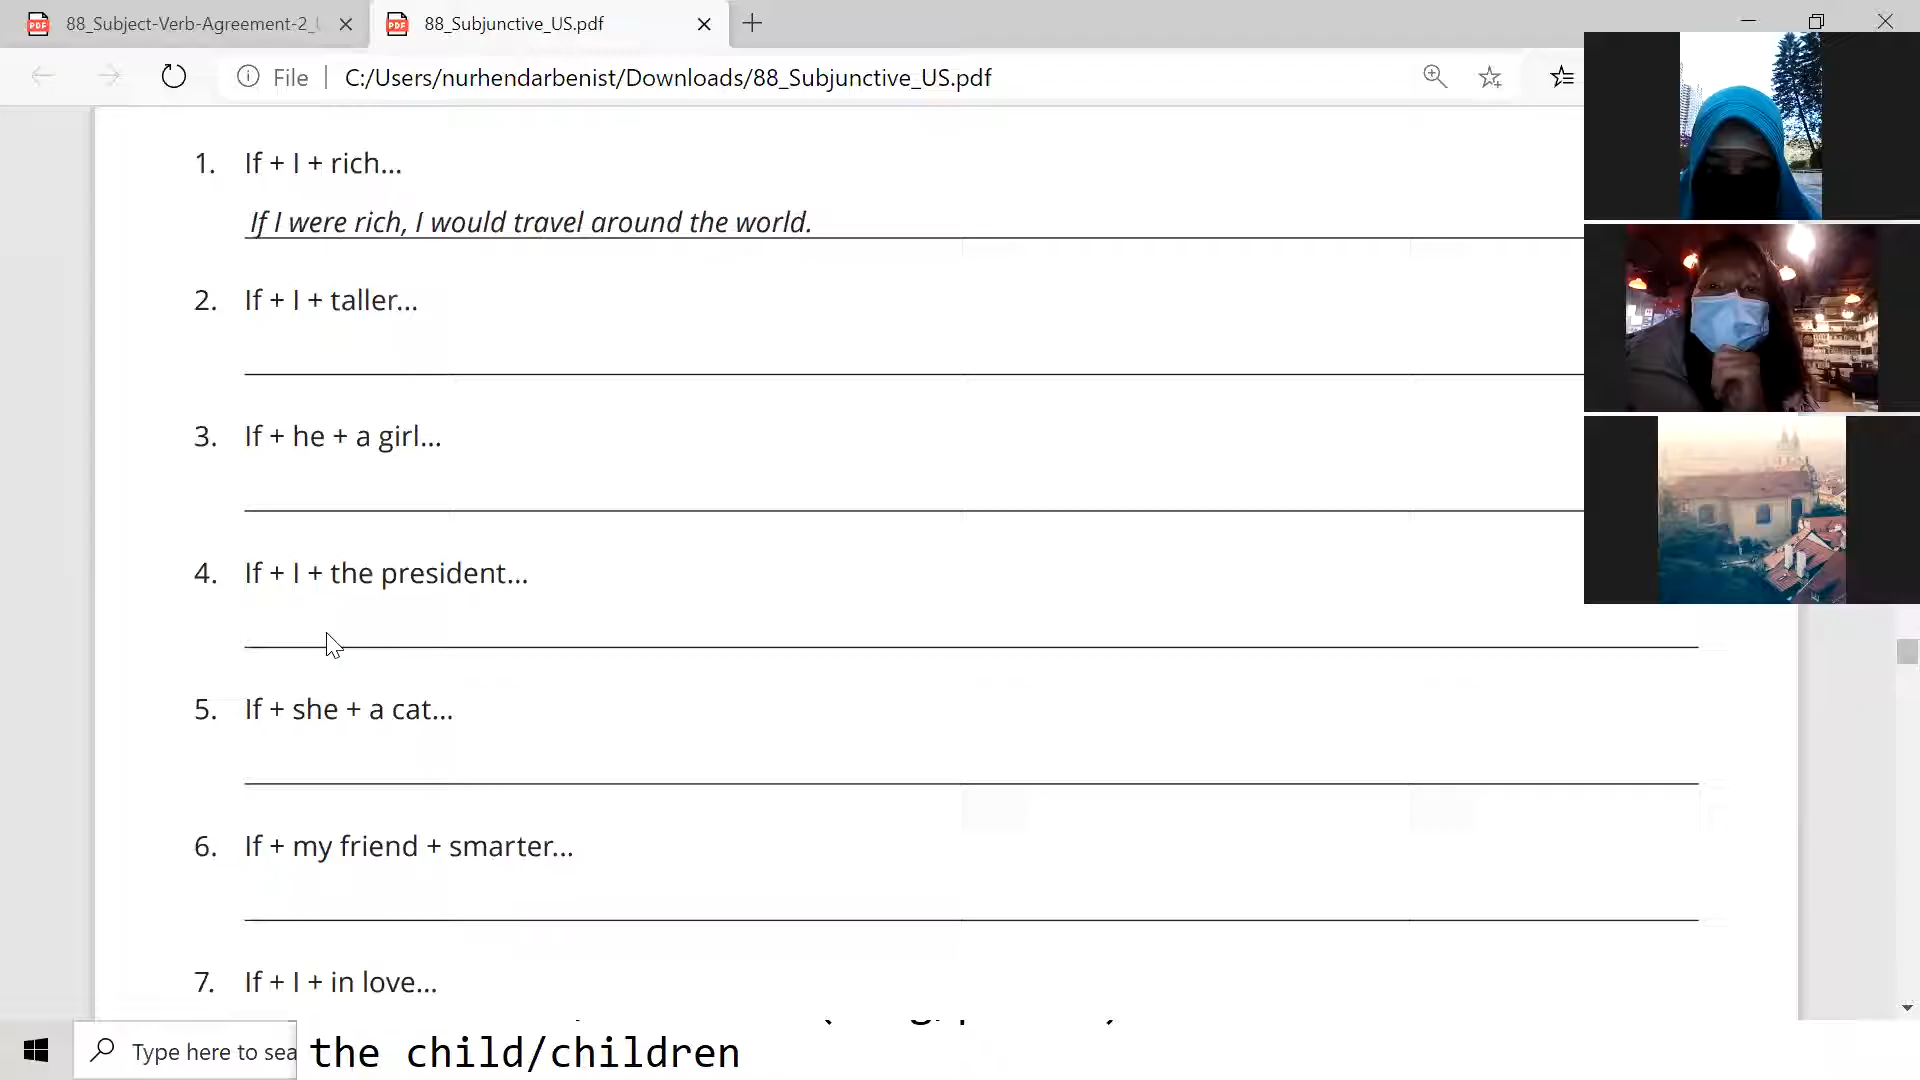 88_Subject-Verb-Agreement-2_
88_Subjunctive_US.pdf
File
C:/Users/nurhendarbenist/Downloads/88_Subjunctive_US.pdf
1. If + I + rich...
If I were rich, I would travel around the world.
2. If + I + taller...
3. If + he + a girl...
4. If + I + the president...
5. If + she + a cat...
6. If + my friend + smarter...
7. If + I + in love...
Type here to sea
the child/children